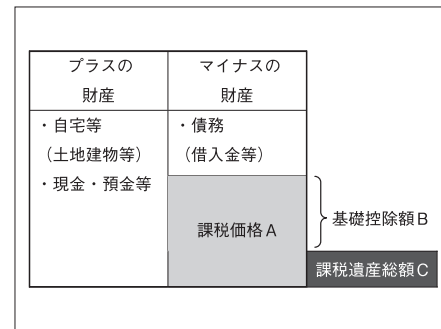 プラスの
財産
マイナスの
財産
・自宅等
（土地建物等）
・現金・預金等
・債務
（借入金等）
課税価格A
基礎控除額B
課税遺産総額C